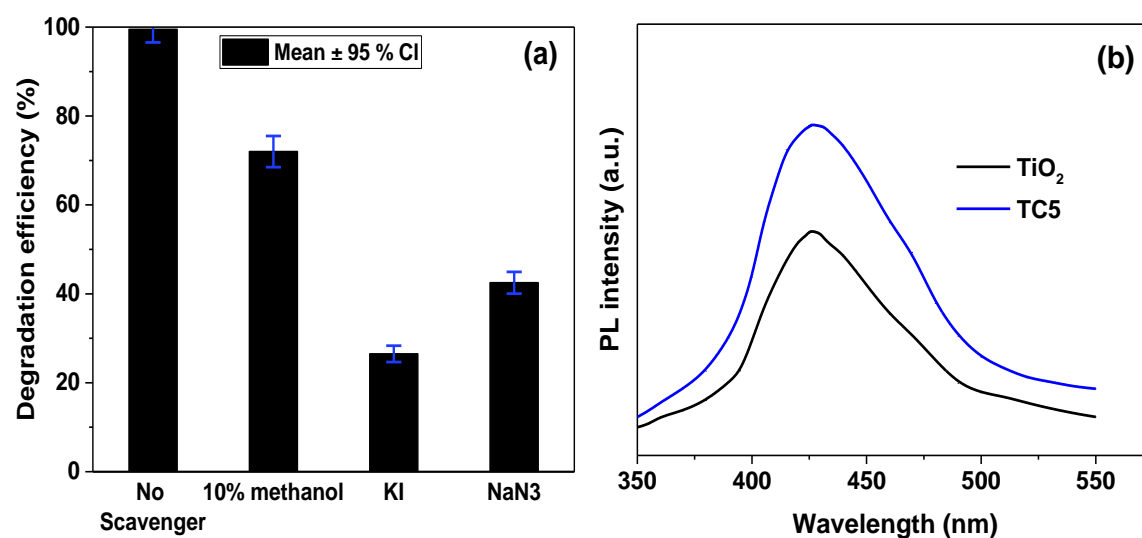 100
80
60
40
20
0
Degradation efficiency (%)
Mean ± 95 % CI
(a)
No
Scavenger
10% methanol
KI
NaN3
PL intensity (a.u.)
(b)
TiO₂
TC5
350
400
450
500
550
Wavelength (nm)